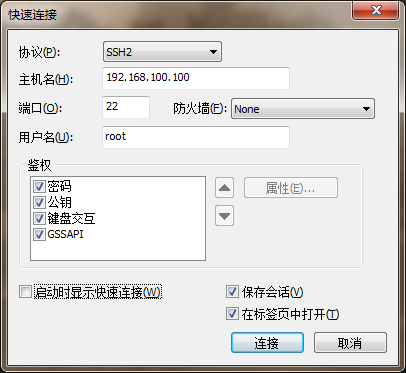 快速连接
协议(P): SSH2
主机名(H): 192.168.100.100
端口(O): 22 防火墙(F): None
用户名(U): root
鉴权
密码
公钥
键盘交互
GSSAPI
属性(E)...
启动时显示快速连接(W)
保存会话(V)
在标签页中打开(T)
连接 取消